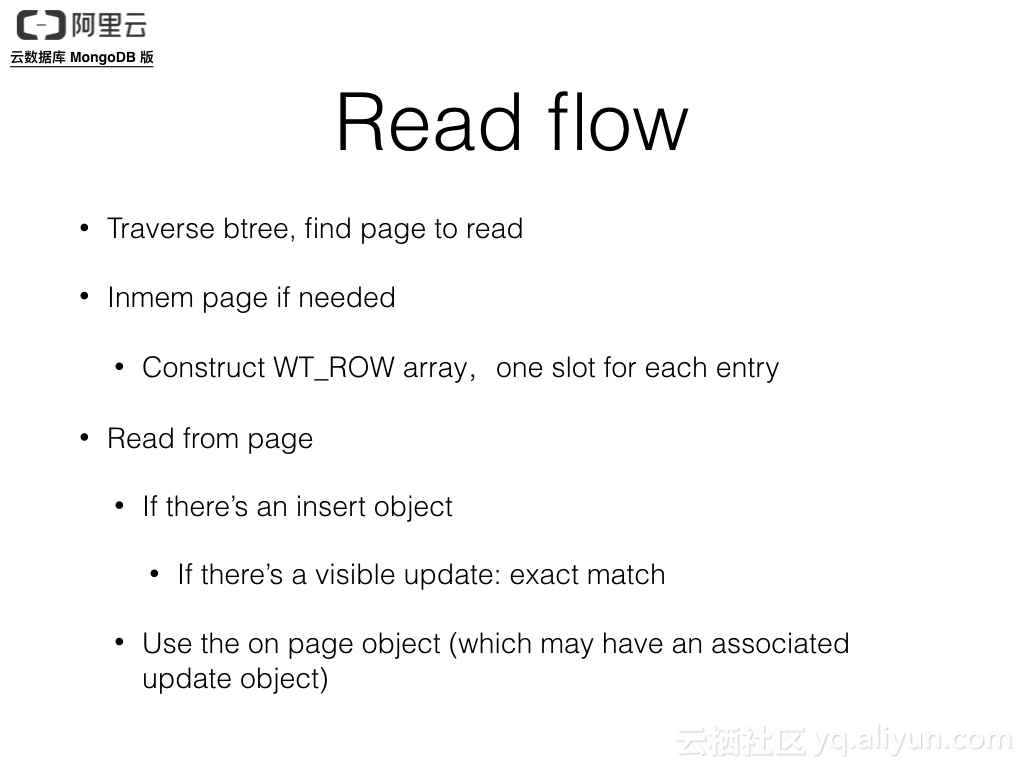 阿里云
云数据库 MongoDB 版
Read flow
• Traverse btree, find page to read
• Inmem page if needed
• Construct WT_ROW array，one slot for each entry
• Read from page
• If there’s an insert object
• If there’s a visible update: exact match
• Use the on page object (which may have an associated
update object)
云栖社区 yq.aliyun.com